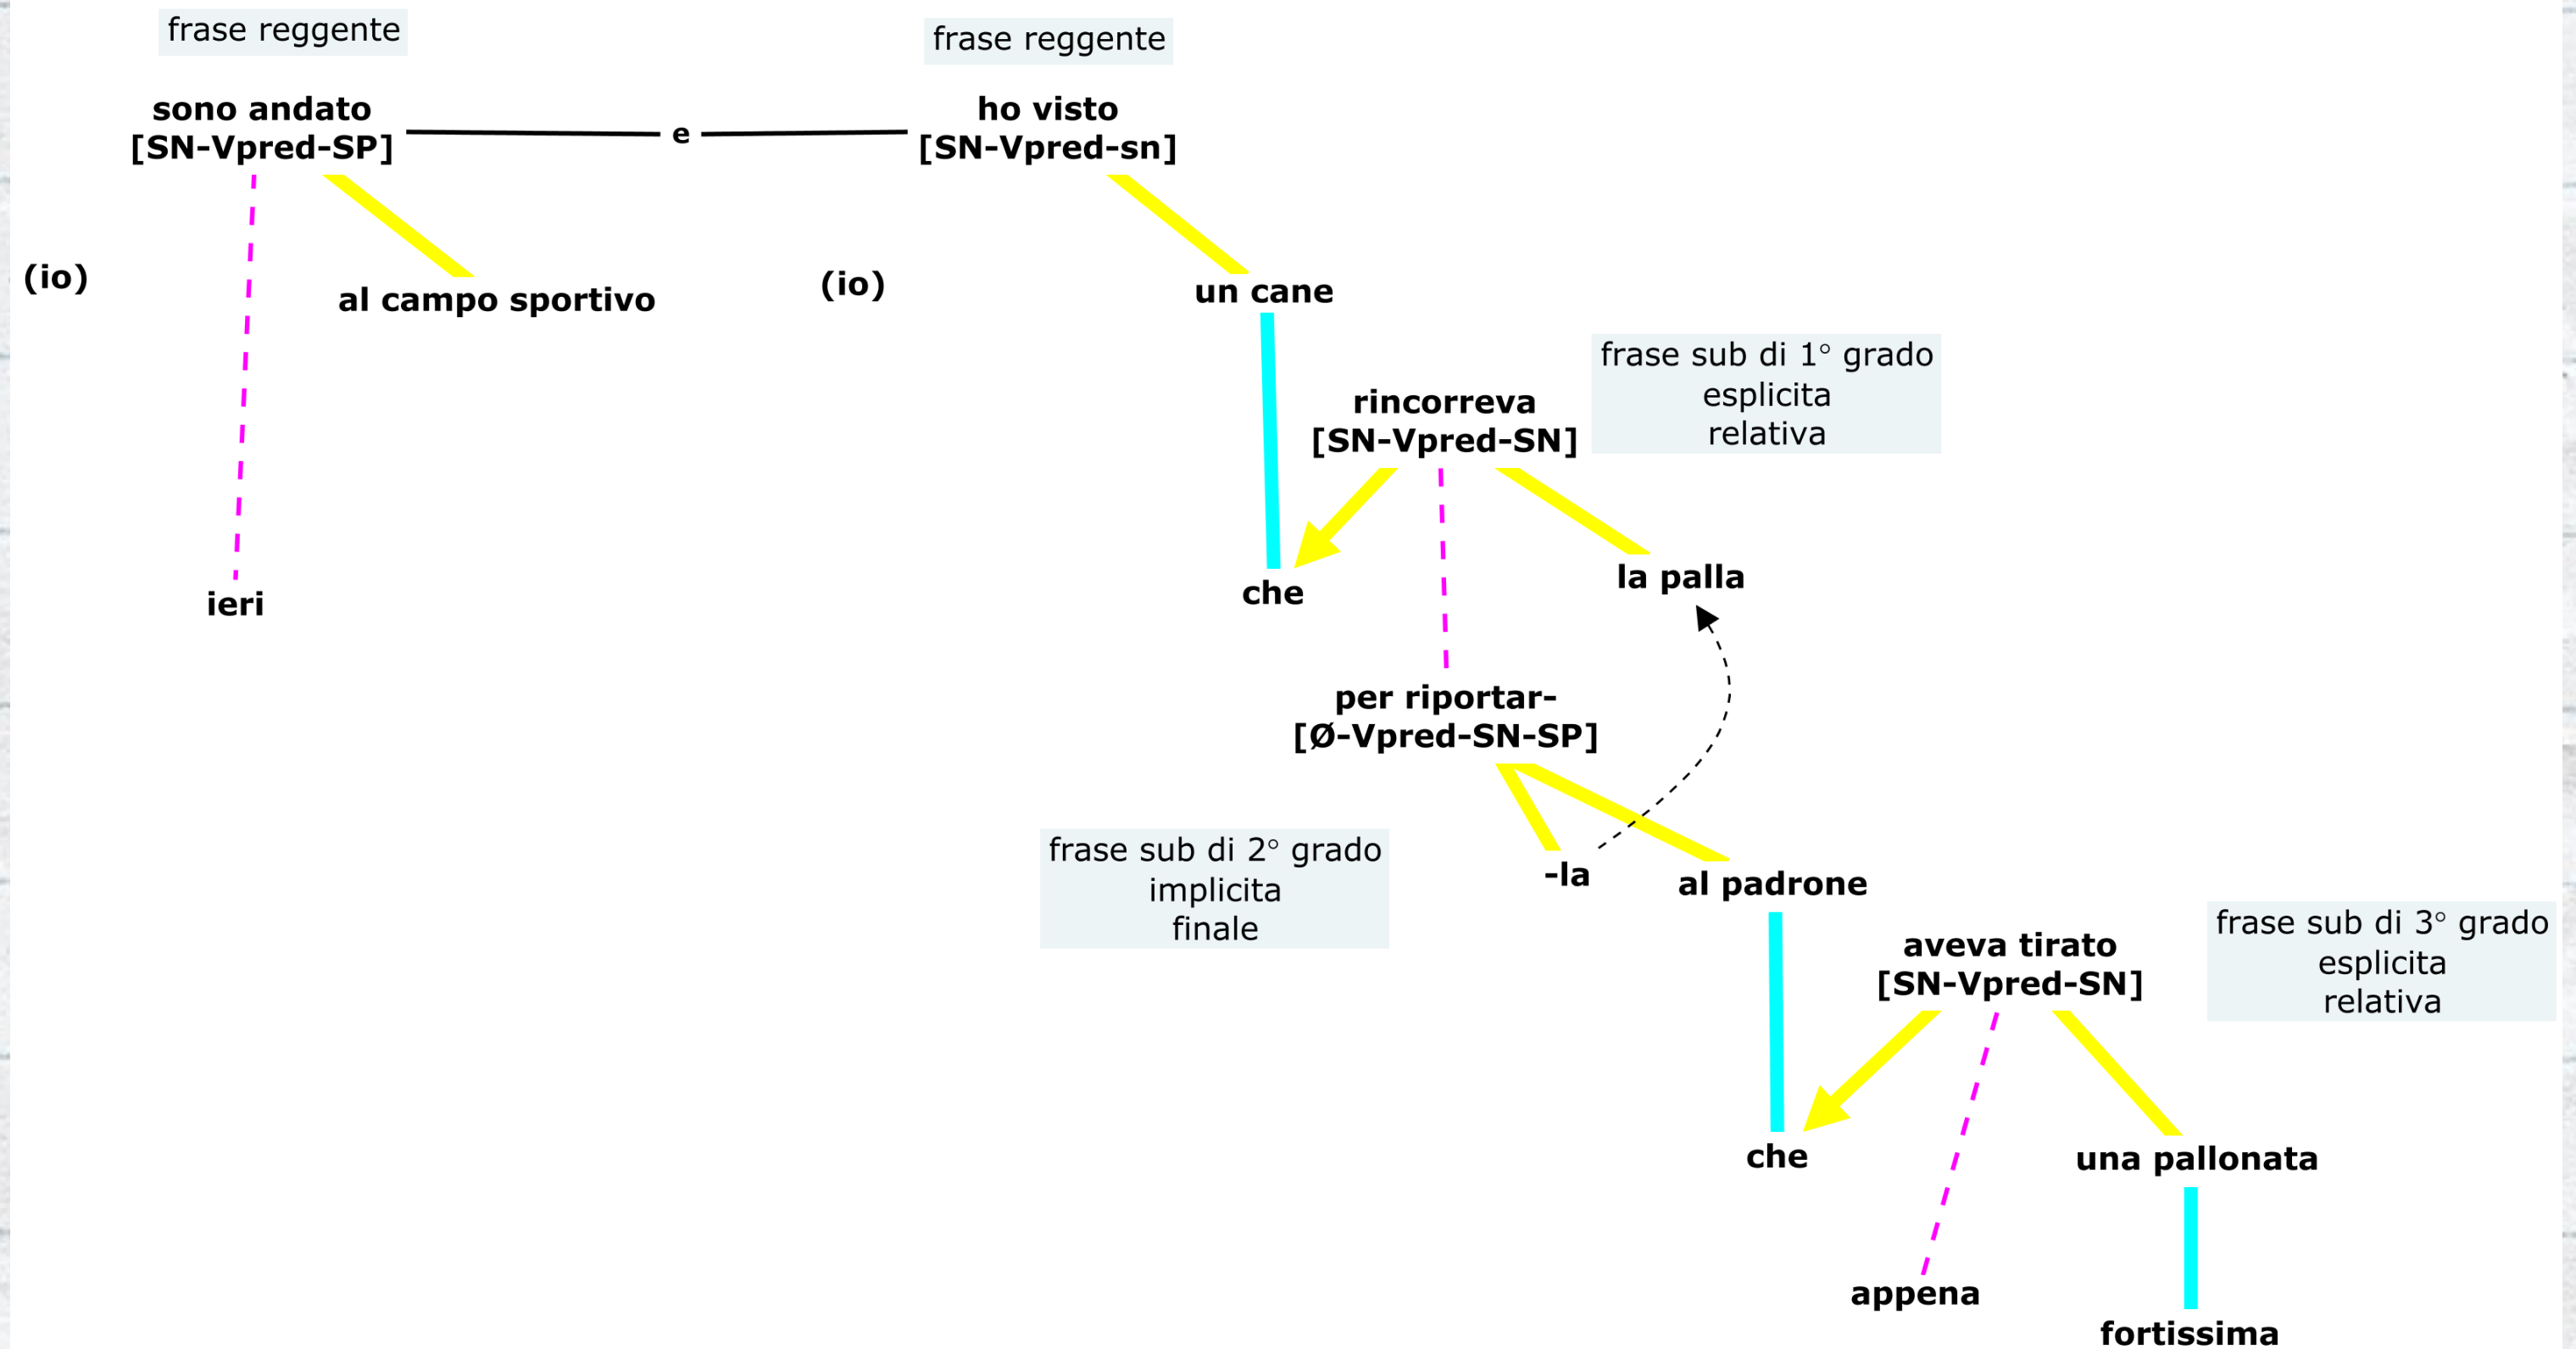 frase reggente
frase reggente
sono andato
[SN-Vpred-SP]
e
ho visto
[SN-Vpred-sn]
(io)
al campo sportivo
(io)
un cane
ieri
frase sub di 1° grado
esplicita
relativa
rincorreva
[SN-Vpred-SN]
che
la palla
per riportar-
[Ø-Vpred-SN-SP]
frase sub di 2° grado
implicita
finale
-la
al padrone
frase sub di 3° grado
esplicita
relativa
aveva tirato
[SN-Vpred-SN]
che
una pallonata
appena
fortissima